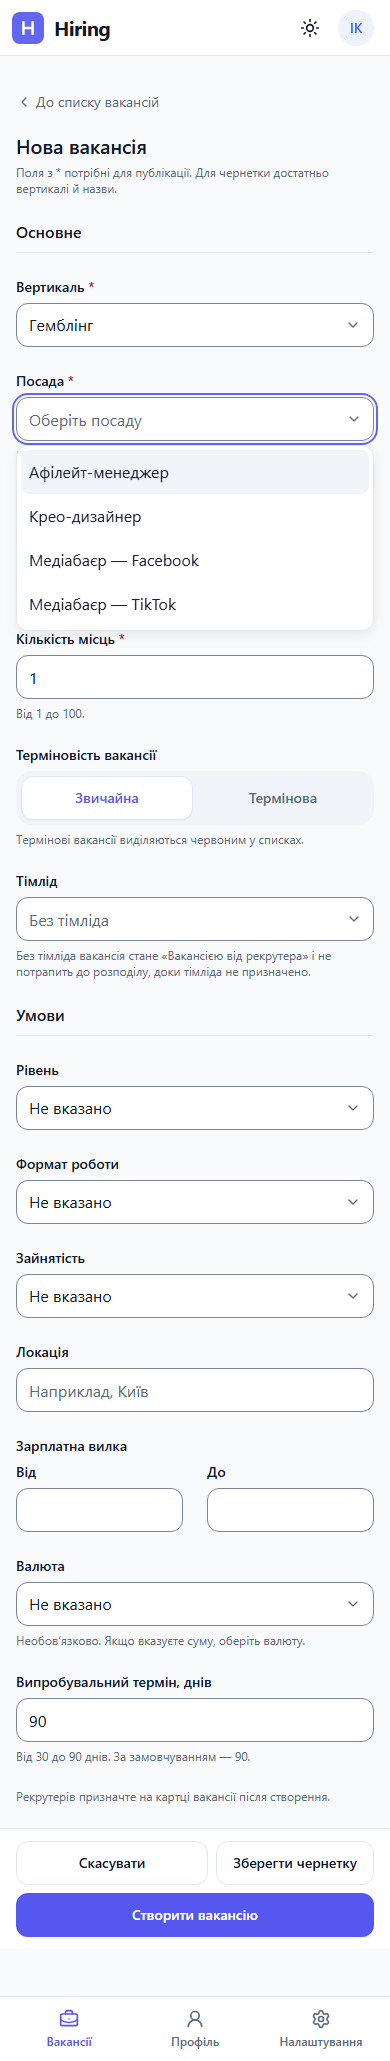 H Hiring
ІК
До списку вакансій
Нова вакансія
Поля з * потрібні для публікації. Для чернетки достатньо
вертикалі й назви.
Основне
Вертикаль *
Гемблінг
Посада *
Оберіть посаду
Афілейт-менеджер
Крео-дизайнер
Медіабаєр — Facebook
Медіабаєр — TikTok
Кількість місць *
1
Від 1 до 100.
Терміновість вакансії
Звичайна
Термінова
Термінові вакансії виділяються червоним у списках.
Тімлід
Без тімліда
Без тімліда вакансія стане «Вакансією від рекрутера» і не
потрапить до розподілу, доки тімліда не призначено.
Умови
Рівень
Не вказано
Формат роботи
Не вказано
Зайнятість
Не вказано
Локація
Наприклад, Київ
Зарплатна вилка
Від
До
Валюта
Не вказано
Необов'язково. Якщо вказуєте суму, оберіть валюту.
Випробувальний термін, днів
90
Від 30 до 90 днів. За замовчуванням — 90.
Рекрутерів призначте на картці вакансії після створення.
Скасувати
Зберегти чернетку
Створити вакансію
Вакансії
Профіль
Налаштування